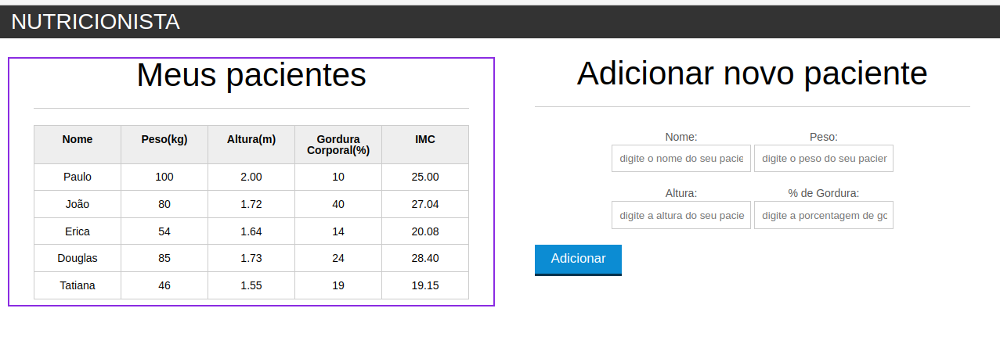 NUTRICIONISTA
Meus pacientes
Nome Peso(kg) Altura(m) Gordura Corporal(%) IMC
Paulo 100 2.00 10 25.00
João 80 1.72 40 27.04
Erica 54 1.64 14 20.08
Douglas 85 1.73 24 28.40
Tatiana 46 1.55 19 19.15
Adicionar novo paciente
Nome: Peso:
digite o nome do seu pacie digite o peso do seu pacien
Altura: % de Gordura:
digite a altura do seu pacie digite a porcentagem de go
Adicionar